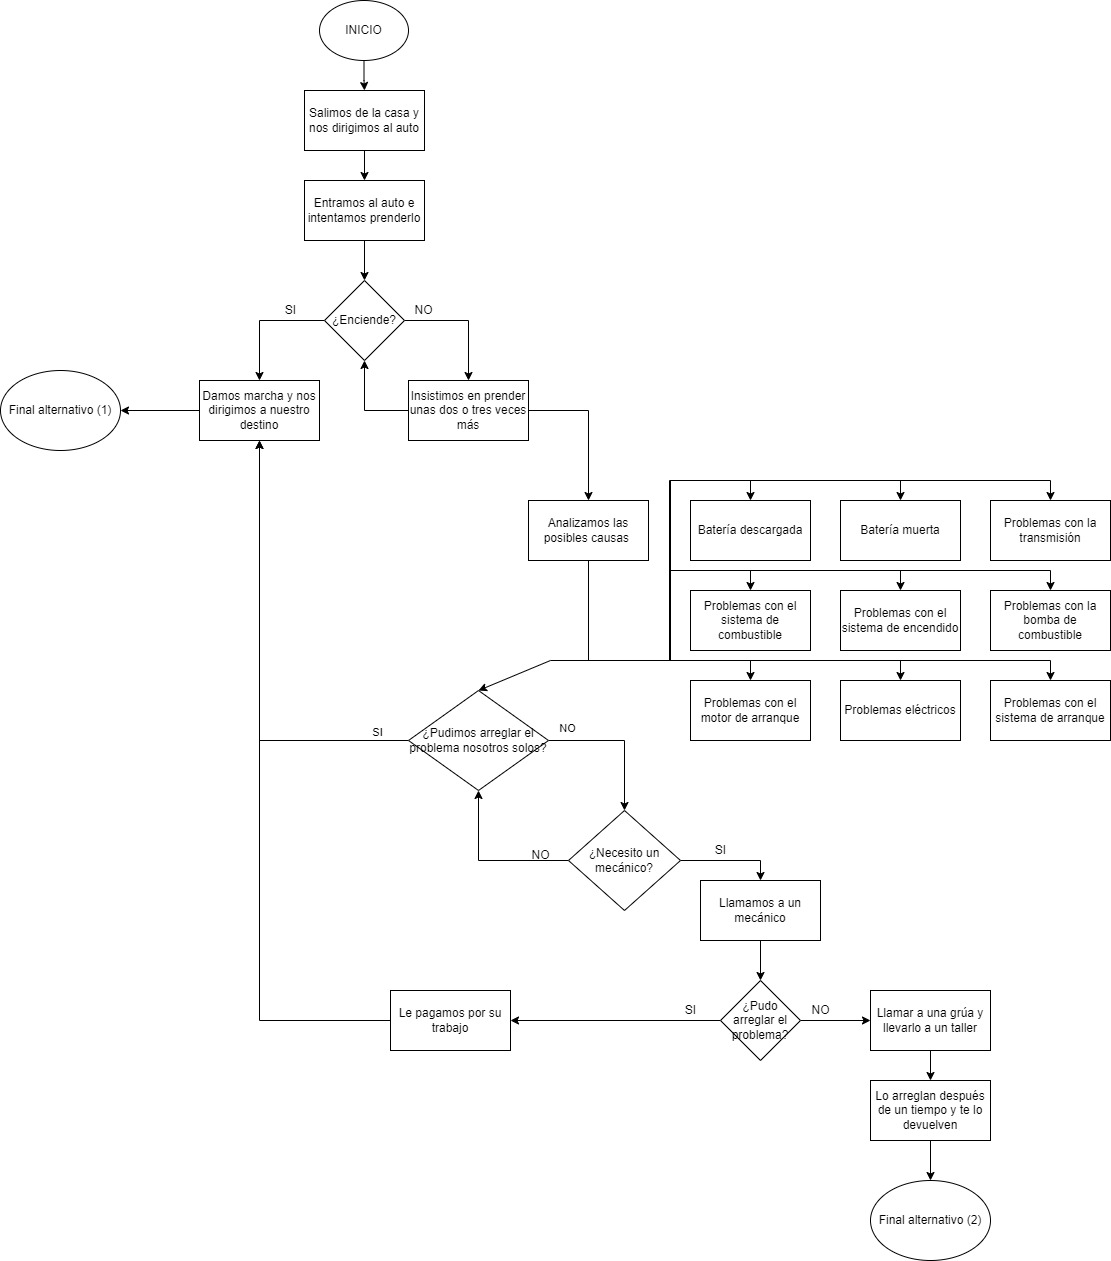 INICIO
Salimos de la casa y
nos dirigimos al auto
Entramos al auto e
intentamos prenderlo
SI
NO
¿Enciende?
Final alternativo (1)
Damos marcha y nos
dirigimos a nuestro
destino
Insistimos en prender
unas dos o tres veces
más
Analizamos las
posibles causas
Batería descargada
Batería muerta
Problemas con la
transmisión
Problemas con el
sistema de
combustible
Problemas con el
sistema de encendido
Problemas con la
bomba de
combustible
Problemas con el
motor de arranque
Problemas eléctricos
Problemas con el
sistema de arranque
SI
¿Pudimos arreglar el
problema nosotros solos?
NO
NO
¿Necesito un
mecánico?
SI
Llamamos a un
mecánico
Le pagamos por su
trabajo
SI
¿Pudo
arreglar el
problema?
NO
Llamar a una grúa y
llevarlo a un taller
Lo arreglan después
de un tiempo y te lo
devuelven
Final alternativo (2)